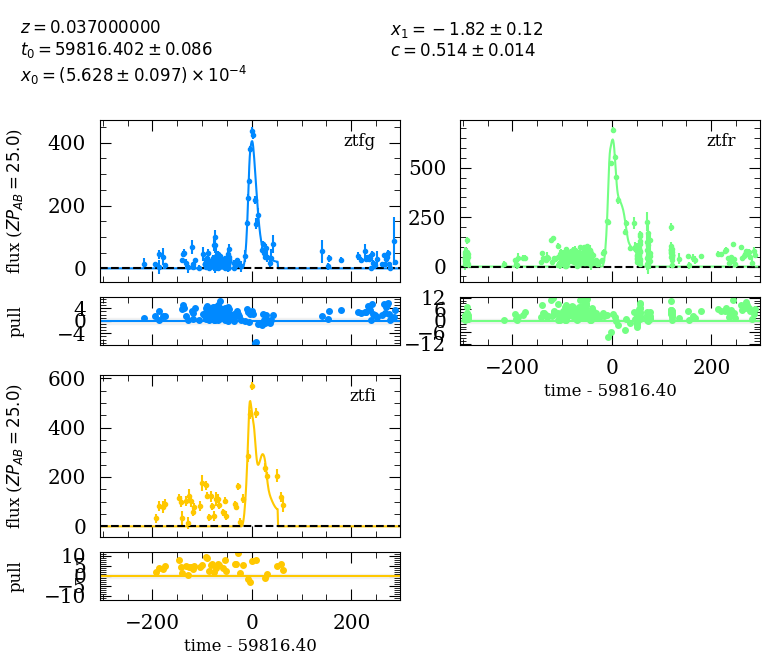 z = 0.037000000
t₀ = 59816.402 ± 0.086
x₀ = (5.628 ± 0.097) × 10⁻⁴
x₁ = −1.82 ± 0.12
c = 0.514 ± 0.014
flux (ZP_AB = 25.0)
400
200
0
ztfg
500
250
0
ztfr
pull
4
0
−4
12
6
0
−6
−12
−200
0
200
time - 59816.40
flux (ZP_AB = 25.0)
600
400
200
0
ztfi
pull
10
5
0
−5
−10
−200
0
200
time - 59816.40